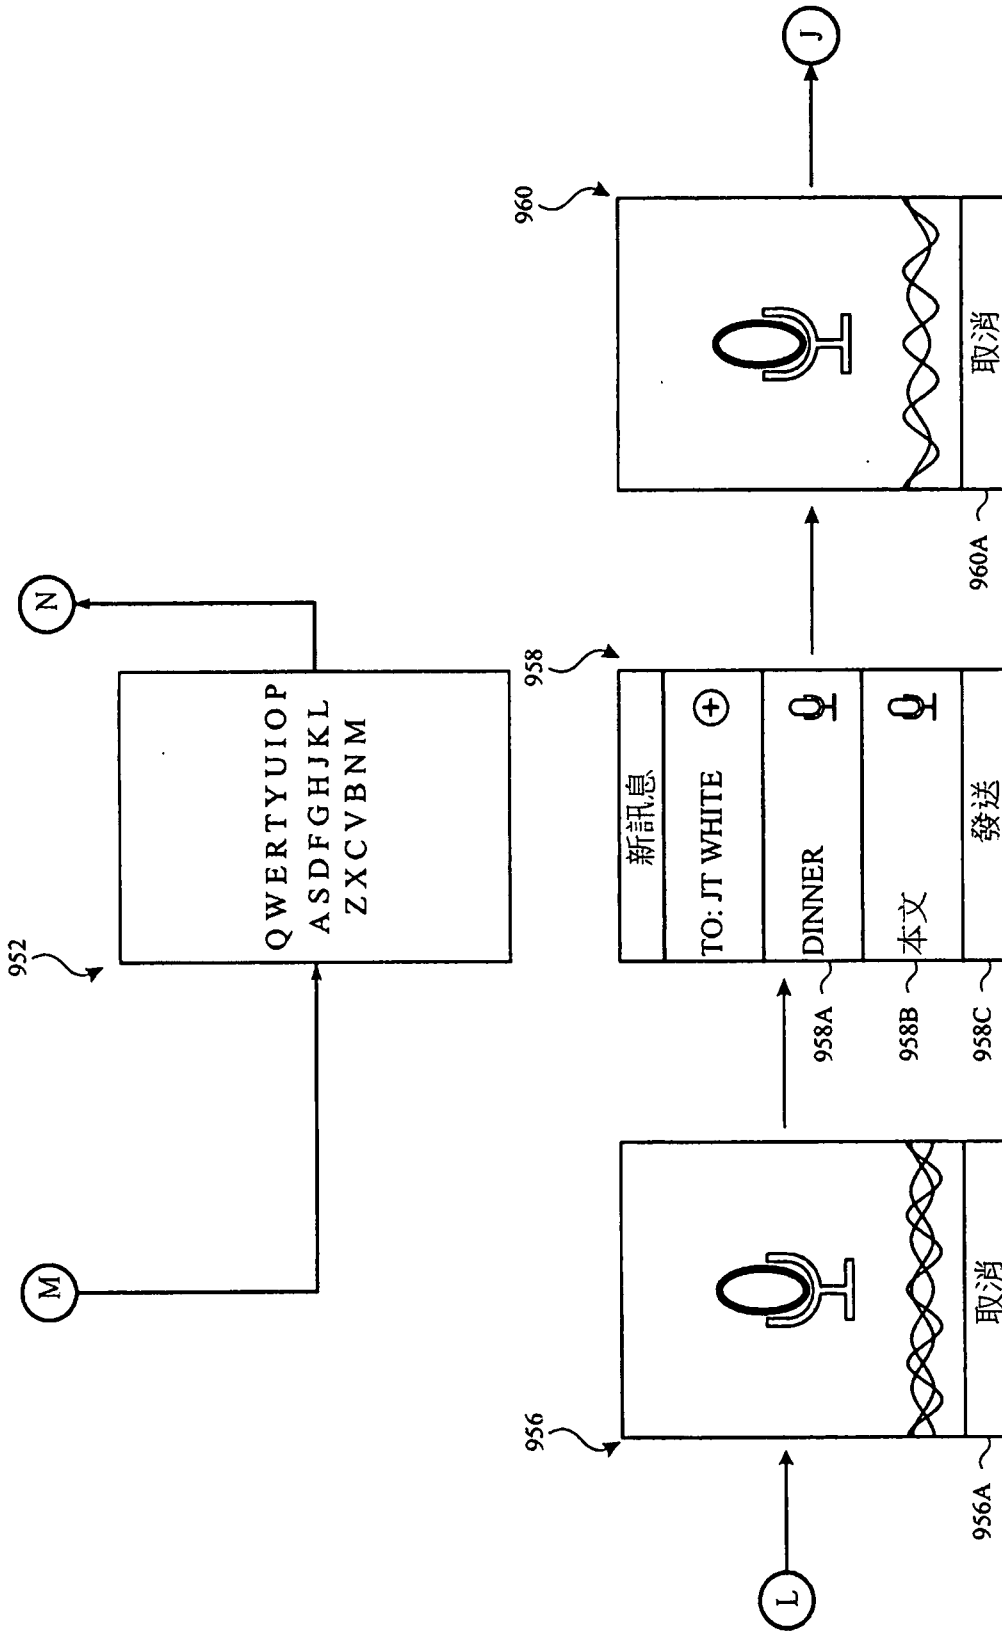 M
952
QWERTYUIOP
ASDFGHJKL
ZXCVBNM
N
L
956
取消
956A
958
新訊息
TO: JT WHITE
+
DINNER
958A
本文
958B
發送
958C
960
取消
960A
J